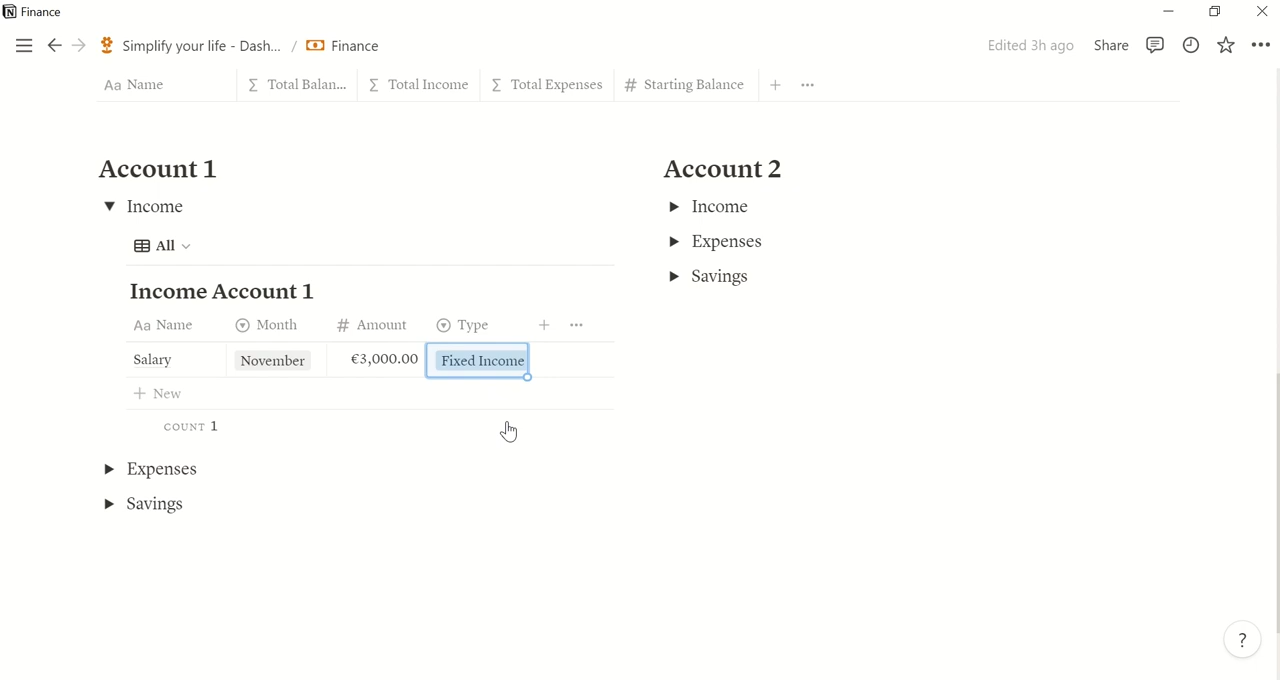 Finance
Simplify your life - Dash... / Finance
Edited 3h ago Share
Aa Name Σ Total Balan... Σ Total Income Σ Total Expenses # Starting Balance + ...
Account 1
Income
All
Income Account 1
Aa Name Month # Amount Type + ...
Salary November €3,000.00 Fixed Income
+ New
COUNT 1
Expenses
Savings
Account 2
Income
Expenses
Savings
?